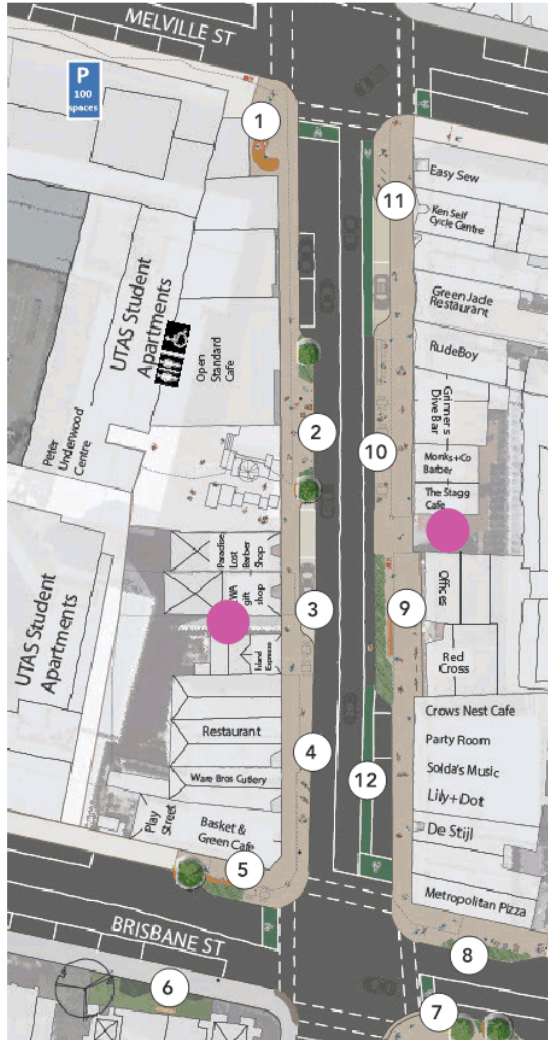 MELVILLE ST
P
100
spaces
1
Easy Sew
11
Ken Self
Cycle Centre
UTAS Student
Apartments
Green Jade
Restaurant
Open
Standard
Cafe
RudeBoy
Peter
Underwood
Centre
2
Grinners
Dive Bar
10
Monks+Co
Barber
The Stagg
Cafe
Paradise
Lost
Barber
Shop
gift
shop
3
9
Offices
UTAS Student
Apartments
Island
Espresso
Red
Cross
Restaurant
Crows Nest Cafe
4
Party Room
Ware Bros Cutlery
12
Solda's Music
Lily+Dot
Play
Street
Basket &
Green Cafe
De Stijl
5
Metropolitan Pizza
BRISBANE ST
8
6
7